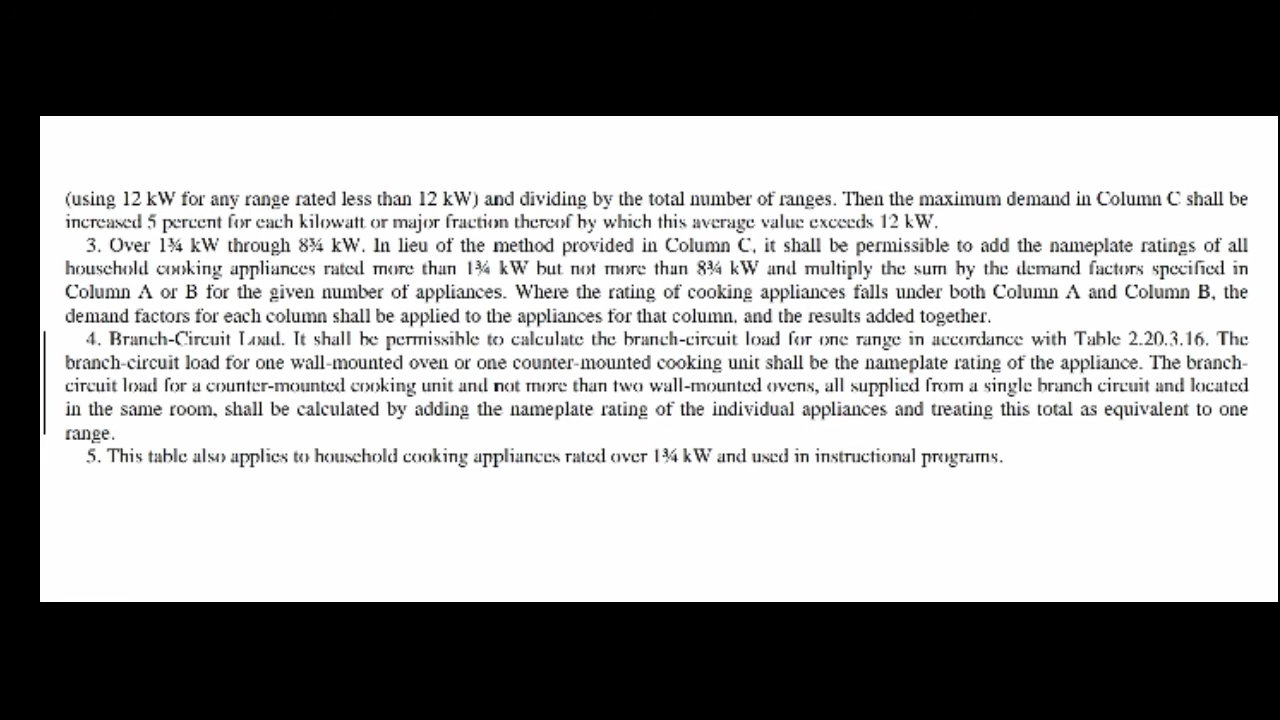 (using 12 kW for any range rated less than 12 kW) and dividing by the total number of ranges. Then the maximum demand in Column C shall be
increased 5 percent for each kilowatt or major fraction thereof by which this average value exceeds 12 kW.
3. Over 1¾ kW through 8¾ kW. In lieu of the method provided in Column C, it shall be permissible to add the nameplate ratings of all
household cooking appliances rated more than 1¾ kW but not more than 8¾ kW and multiply the sum by the demand factors specified in
Column A or B for the given number of appliances. Where the rating of cooking appliances falls under both Column A and Column B, the
demand factors for each column shall be applied to the appliances for that column, and the results added together.
4. Branch-Circuit Load. It shall be permissible to calculate the branch-circuit load for one range in accordance with Table 2.20.3.16. The
branch-circuit load for one wall-mounted oven or one counter-mounted cooking unit shall be the nameplate rating of the appliance. The branch-
circuit load for a counter-mounted cooking unit and not more than two wall-mounted ovens, all supplied from a single branch circuit and located
in the same room, shall be calculated by adding the nameplate rating of the individual appliances and treating this total as equivalent to one
range.
5. This table also applies to household cooking appliances rated over 1¾ kW and used in instructional programs.